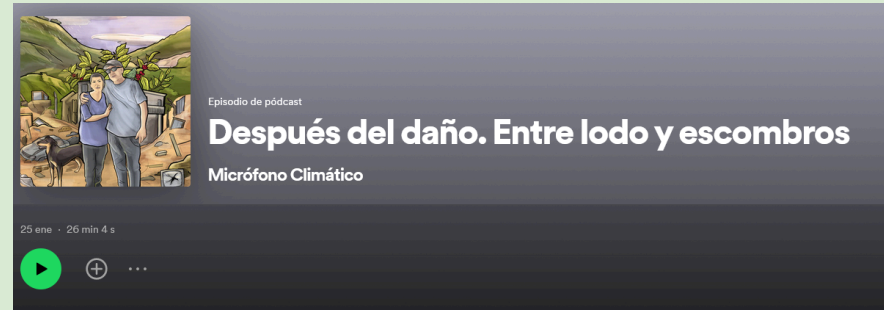 Episodio de pódcast
Después del daño. Entre lodo y escombros
Micrófono Climático
25 ene · 26 min 4 s